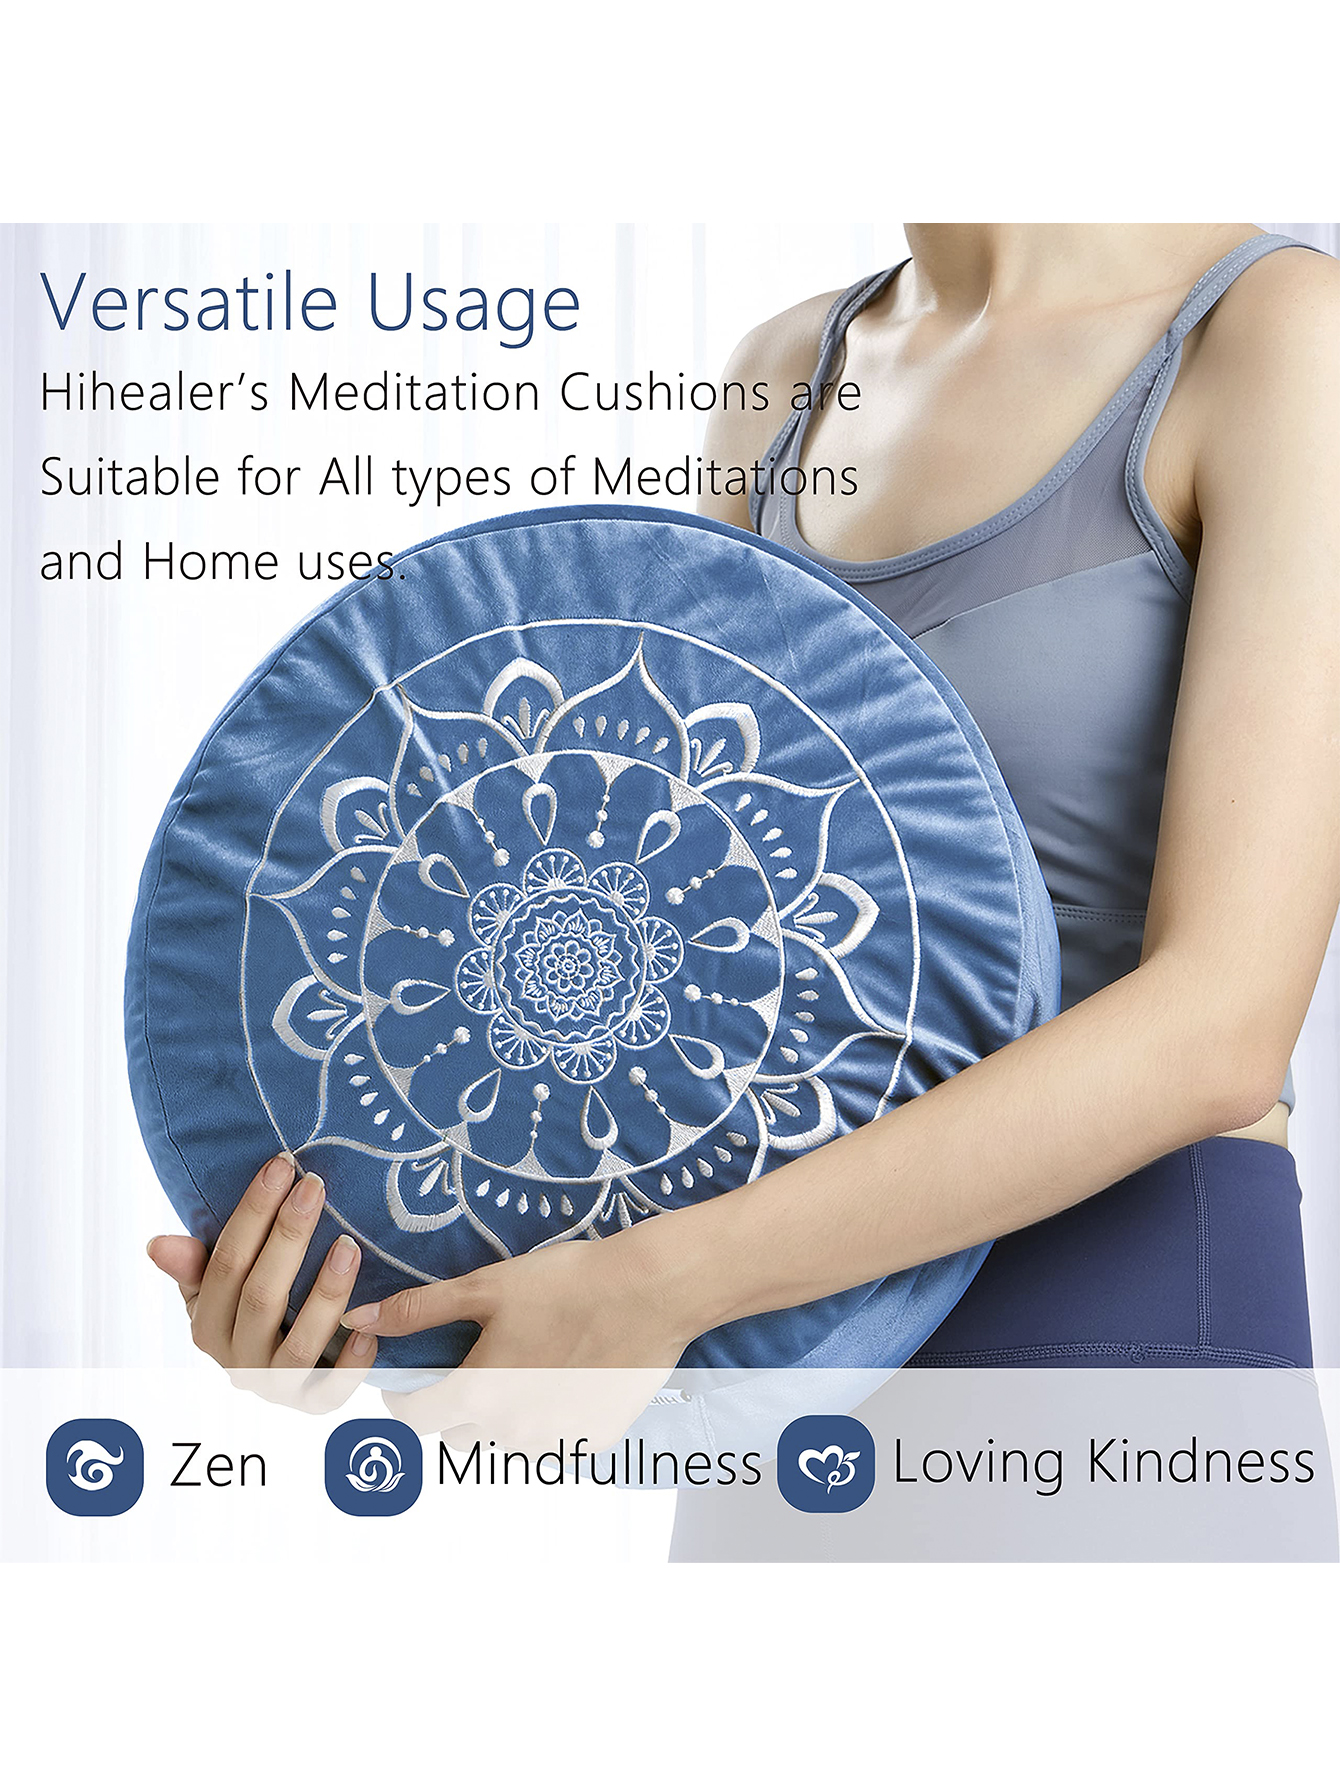 Versatile Usage
Hihealer’s Meditation Cushions are
Suitable for All types of Meditations
and Home uses.
Zen
Mindfullness
Loving Kindness